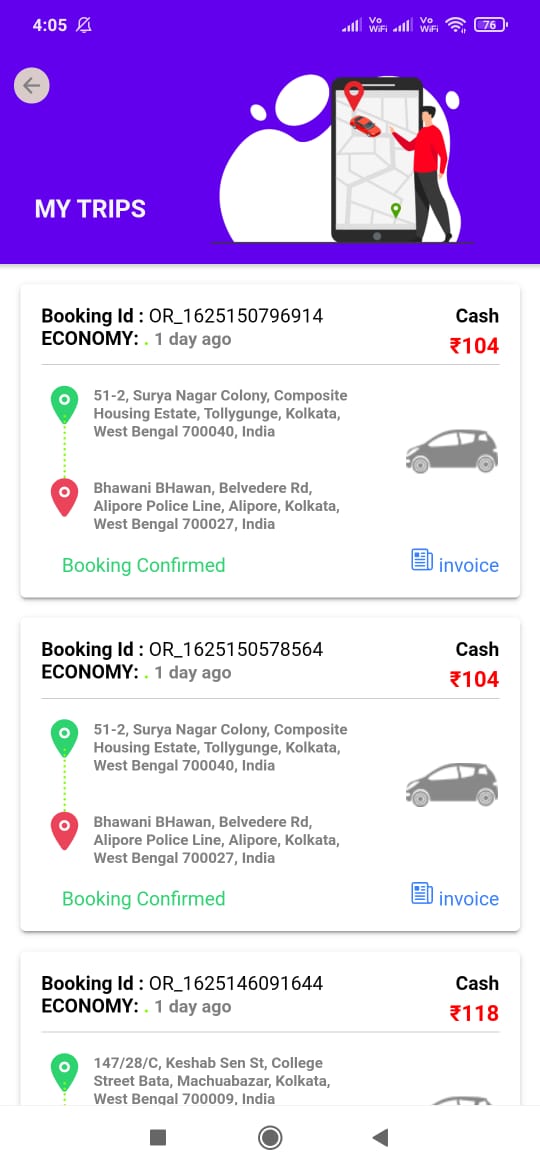 4:05
Vo WiFi
Vo WiFi
76
MY TRIPS
Booking Id : OR_1625150796914 Cash
ECONOMY: . 1 day ago ₹104
51-2, Surya Nagar Colony, Composite
Housing Estate, Tollygunge, Kolkata,
West Bengal 700040, India
Bhawani BHawan, Belvedere Rd,
Alipore Police Line, Alipore, Kolkata,
West Bengal 700027, India
Booking Confirmed invoice
Booking Id : OR_1625150578564 Cash
ECONOMY: . 1 day ago ₹104
51-2, Surya Nagar Colony, Composite
Housing Estate, Tollygunge, Kolkata,
West Bengal 700040, India
Bhawani BHawan, Belvedere Rd,
Alipore Police Line, Alipore, Kolkata,
West Bengal 700027, India
Booking Confirmed invoice
Booking Id : OR_1625146091644 Cash
ECONOMY: . 1 day ago ₹118
147/28/C, Keshab Sen St, College
Street Bata, Machuabazar, Kolkata,
West Bengal 700009, India